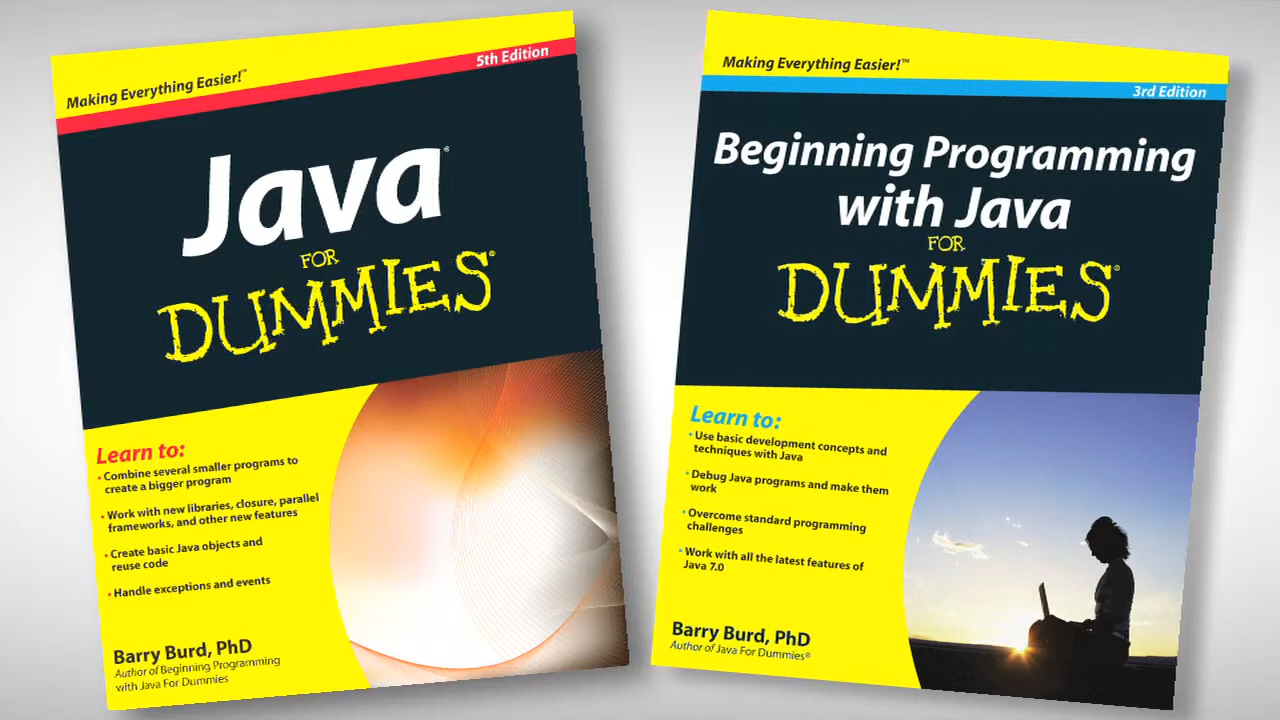 Making Everything Easier!™
5th Edition
Java®
FOR
DUMMIES®
Learn to:
• Combine several smaller programs to
create a bigger program
• Work with new libraries, closure, parallel
frameworks, and other new features
• Create basic Java objects and
reuse code
• Handle exceptions and events
Barry Burd, PhD
Author of Beginning Programming
with Java For Dummies
Making Everything Easier!™
3rd Edition
Beginning Programming
with Java
FOR
DUMMIES®
Learn to:
• Use basic development concepts and
techniques with Java
• Debug Java programs and make them
work
• Overcome standard programming
challenges
• Work with all the latest features of
Java 7.0
Barry Burd, PhD
Author of Java For Dummies®